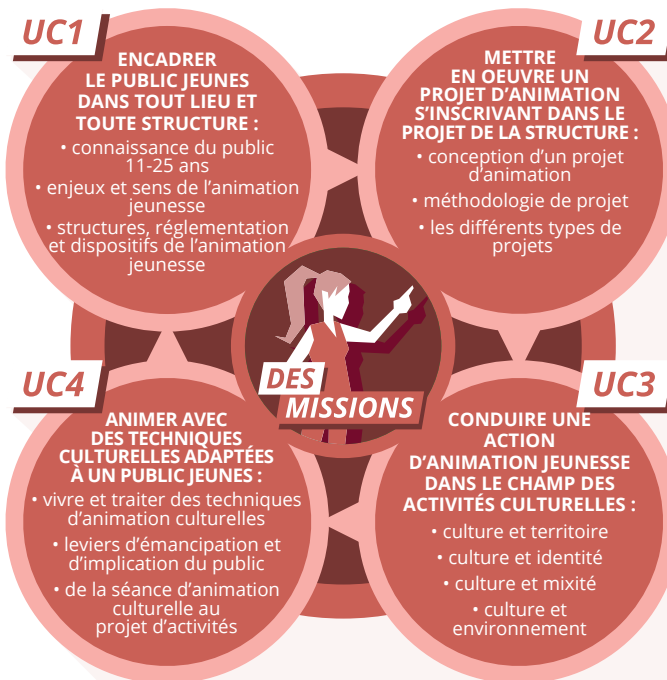 UC1
ENCADRER
LE PUBLIC JEUNES
DANS TOUT LIEU ET
TOUTE STRUCTURE :
• connaissance du public
11-25 ans
• enjeux et sens de l'animation
jeunesse
• structures, réglementation
et dispositifs de l'animation
jeunesse
UC2
METTRE
EN OEUVRE UN
PROJET D'ANIMATION
S'INSCRIVANT DANS LE
PROJET DE LA STRUCTURE :
• conception d'un projet
d'animation
• méthodologie de projet
• les différents types de
projets
DES
MISSIONS
UC4
ANIMER AVEC
DES TECHNIQUES
CULTURELLES ADAPTÉES
À UN PUBLIC JEUNES :
• vivre et traiter des techniques
d'animation culturelles
• leviers d'émancipation et
d'implication du public
• de la séance d'animation
culturelle au
projet d'activités
UC3
CONDUIRE UNE
ACTION
D'ANIMATION JEUNESSE
DANS LE CHAMP DES
ACTIVITÉS CULTURELLES :
• culture et territoire
• culture et identité
• culture et mixité
• culture et
environnement